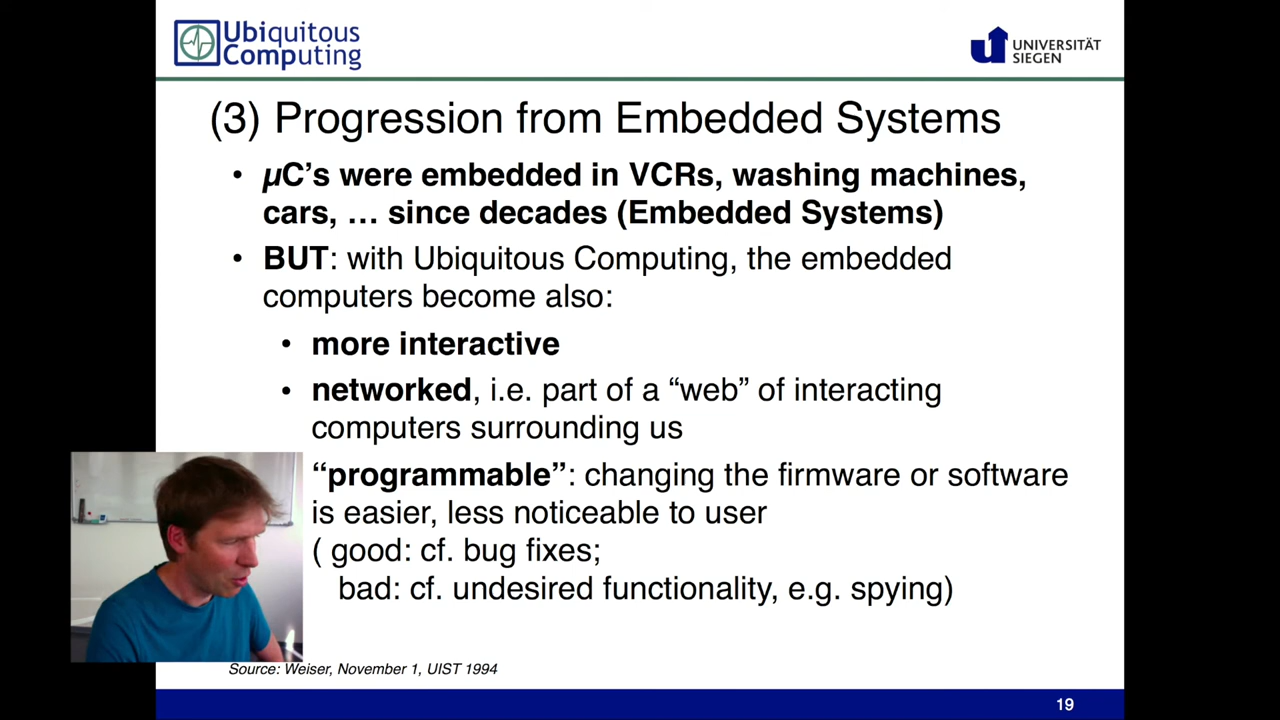 Ubiquitous
Computing
UNIVERSITÄT
SIEGEN
(3) Progression from Embedded Systems
• µC’s were embedded in VCRs, washing machines,
cars, … since decades (Embedded Systems)
• BUT: with Ubiquitous Computing, the embedded
computers become also:
• more interactive
• networked, i.e. part of a “web” of interacting
computers surrounding us
“programmable”: changing the firmware or software
is easier, less noticeable to user
( good: cf. bug fixes;
bad: cf. undesired functionality, e.g. spying)
Source: Weiser, November 1, UIST 1994
19